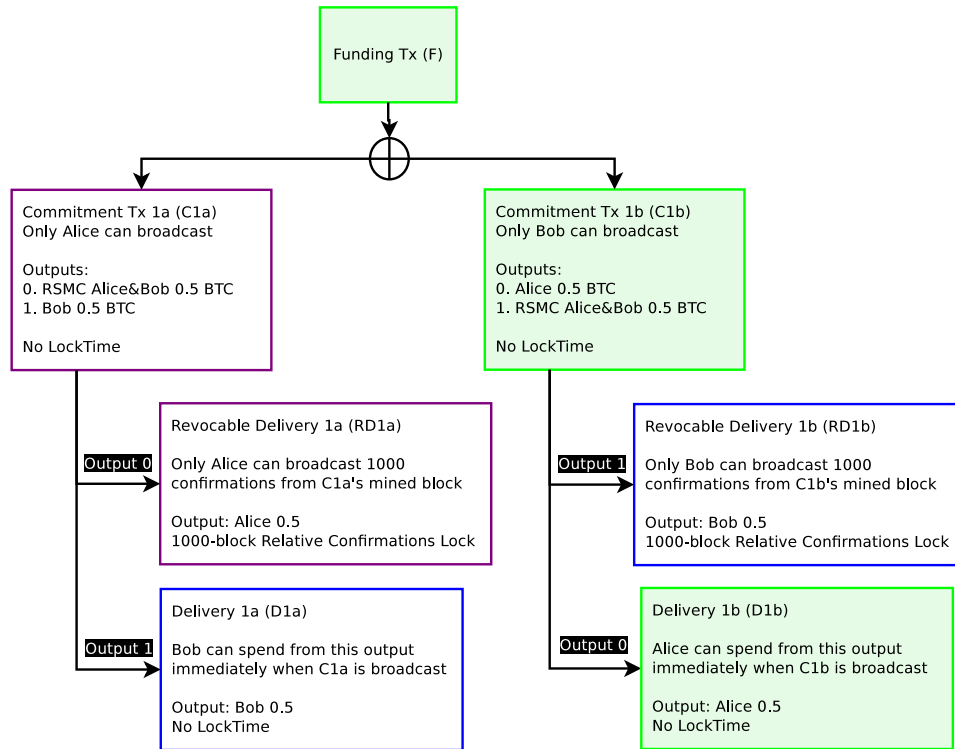 Funding Tx (F)
Commitment Tx 1a (C1a)
Only Alice can broadcast
Outputs:
0. RSMC Alice&Bob 0.5 BTC
1. Bob 0.5 BTC
No LockTime
Commitment Tx 1b (C1b)
Only Bob can broadcast
Outputs:
0. Alice 0.5 BTC
1. RSMC Alice&Bob 0.5 BTC
No LockTime
Output 0
Revocable Delivery 1a (RD1a)
Only Alice can broadcast 1000
confirmations from C1a's mined block
Output: Alice 0.5
1000-block Relative Confirmations Lock
Output 1
Revocable Delivery 1b (RD1b)
Only Bob can broadcast 1000
confirmations from C1b's mined block
Output: Bob 0.5
1000-block Relative Confirmations Lock
Output 1
Delivery 1a (D1a)
Bob can spend from this output
immediately when C1a is broadcast
Output: Bob 0.5
No LockTime
Output 0
Delivery 1b (D1b)
Alice can spend from this output
immediately when C1b is broadcast
Output: Alice 0.5
No LockTime